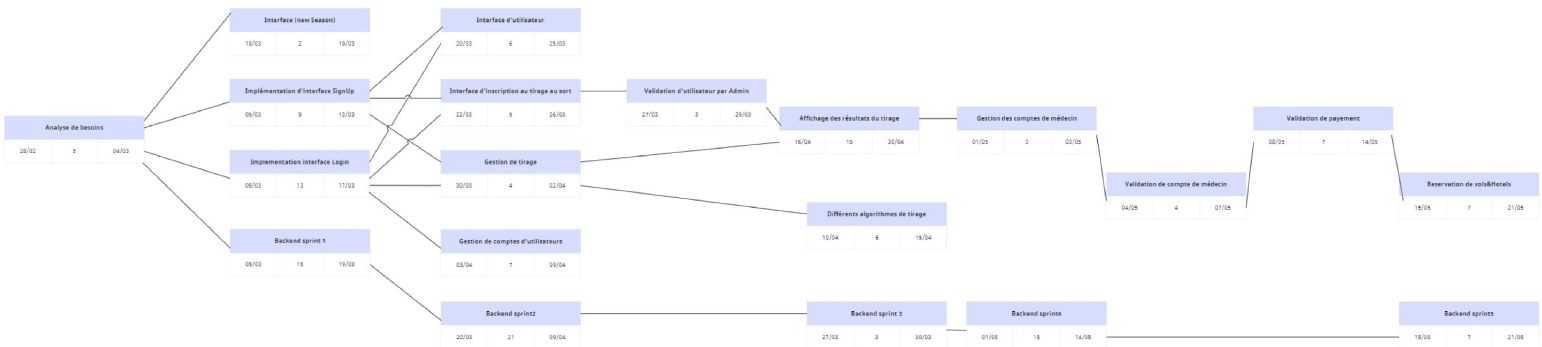 Interface (new Season)
18/03 2 19/03
Interface d'utilisateur
20/03 6 25/03
Implémentation d'interface SignUp
05/03 9 13/03
Interface d'inscription au tirage au sort
22/03 5 26/03
Validation d'utilisateur par Admin
27/03 3 29/03
Analyse de besoins
28/02 5 04/03
Affichage des résultats du tirage
16/04 15 30/04
Gestion des comptes de médecin
01/05 3 03/05
Validation de payement
08/05 7 14/05
Implementation interface Login
05/03 13 17/03
Gestion de tirage
30/03 4 02/04
Validation de compte de médecin
04/05 4 07/05
Reservation de vols&Hotels
15/05 7 21/05
Différents algorithmes de tirage
10/04 6 15/04
Backend sprint 1
05/03 15 19/03
Gestion de comptes d'utilisateurs
03/04 7 09/04
Backend sprint2
20/03 21 09/04
Backend sprint 3
27/03 3 30/03
Backend sprint4
01/05 15 14/05
Backend sprint5
15/05 7 21/05